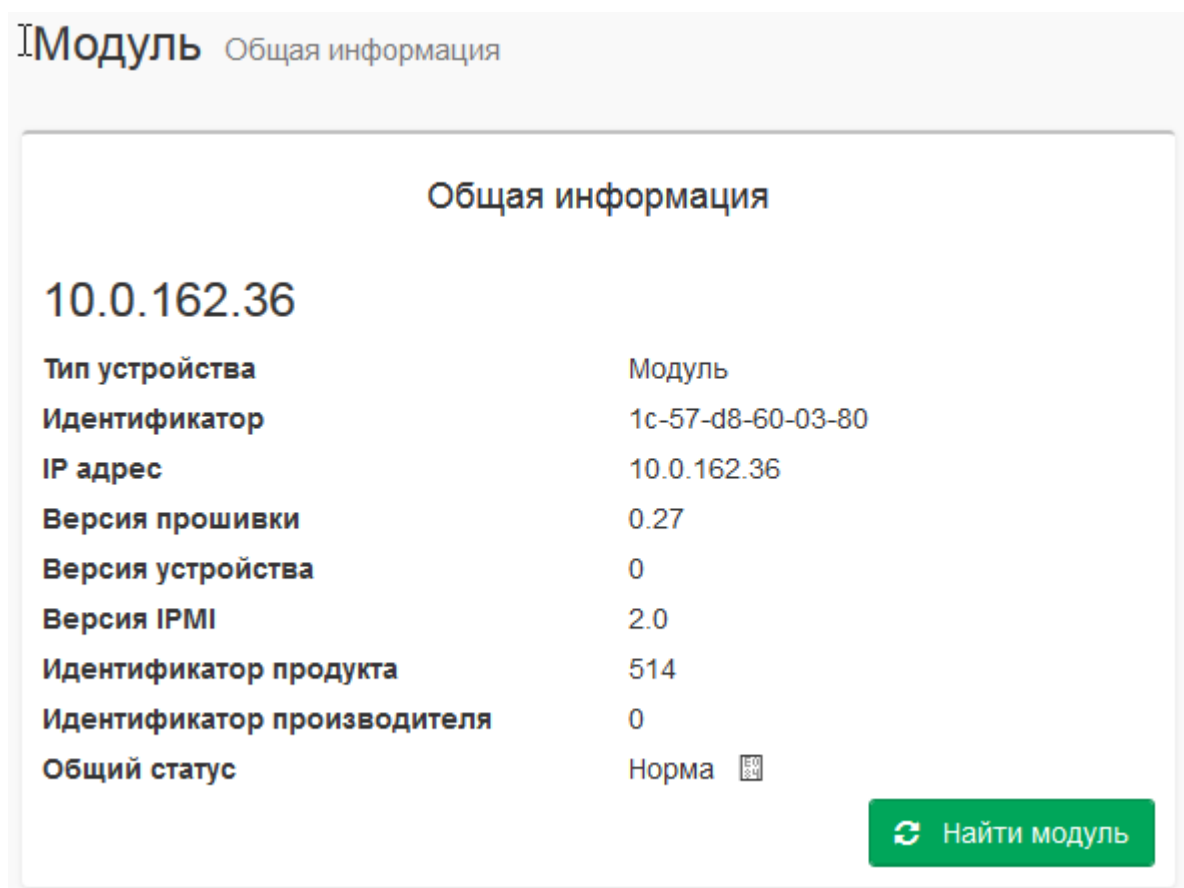 Модуль Общая информация
Общая информация
10.0.162.36
Тип устройства Модуль
Идентификатор 1c-57-d8-60-03-80
IP адрес 10.0.162.36
Версия прошивки 0.27
Версия устройства 0
Версия IPMI 2.0
Идентификатор продукта 514
Идентификатор производителя 0
Общий статус Норма
Найти модуль